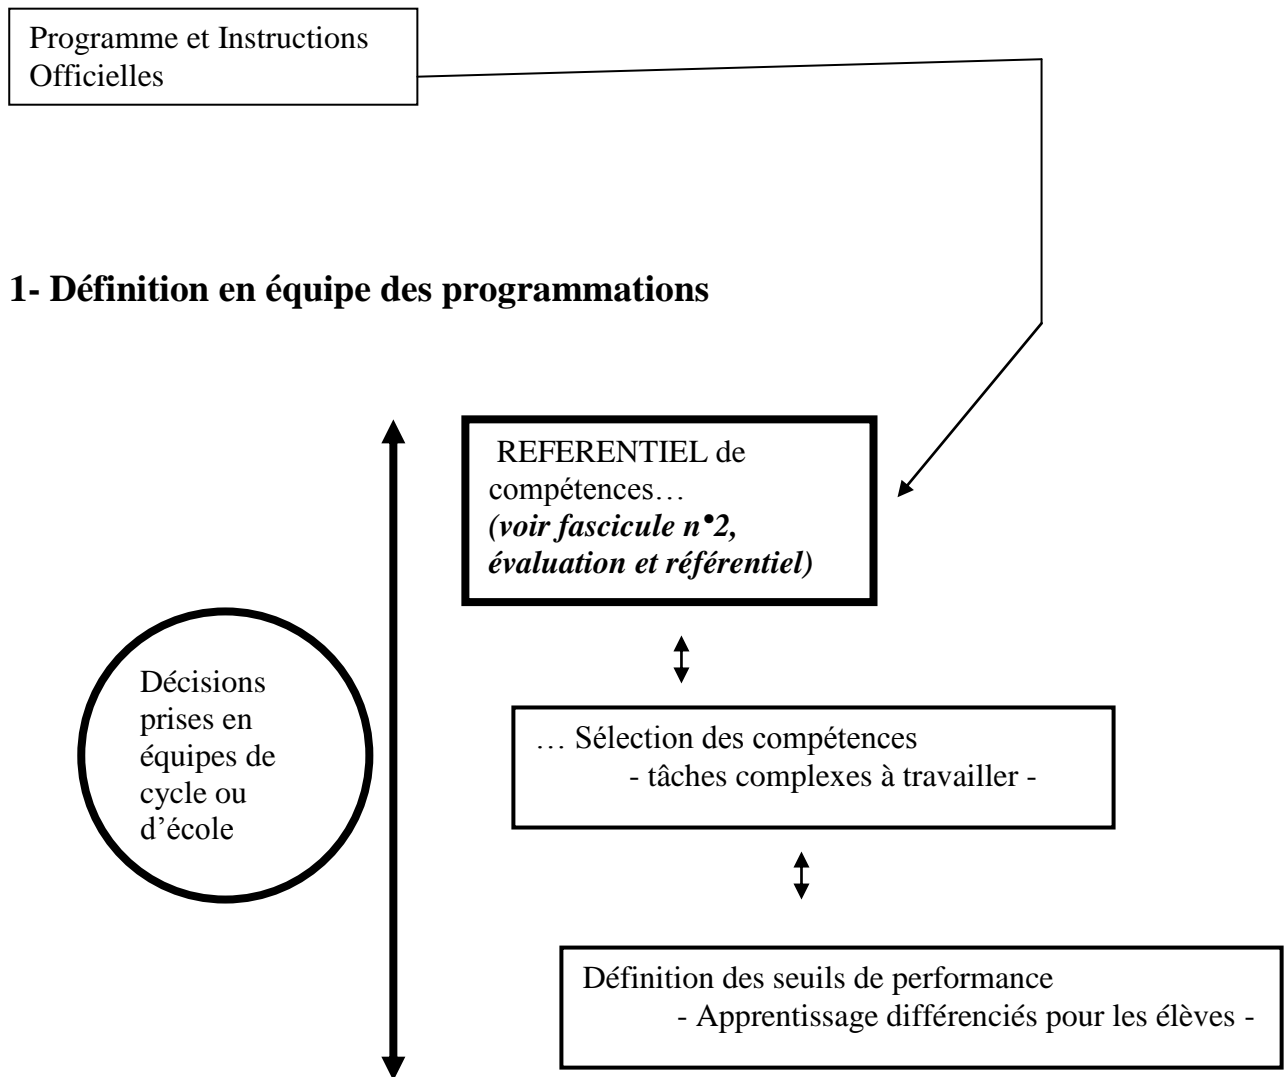 Programme et Instructions
Officielles
1- Définition en équipe des programmations
REFERENTIEL de
compétences…
(voir fascicule n°2,
évaluation et référentiel)
Décisions
prises en
équipes de
cycle ou
d’école
… Sélection des compétences
- tâches complexes à travailler -
Définition des seuils de performance
- Apprentissage différenciés pour les élèves -